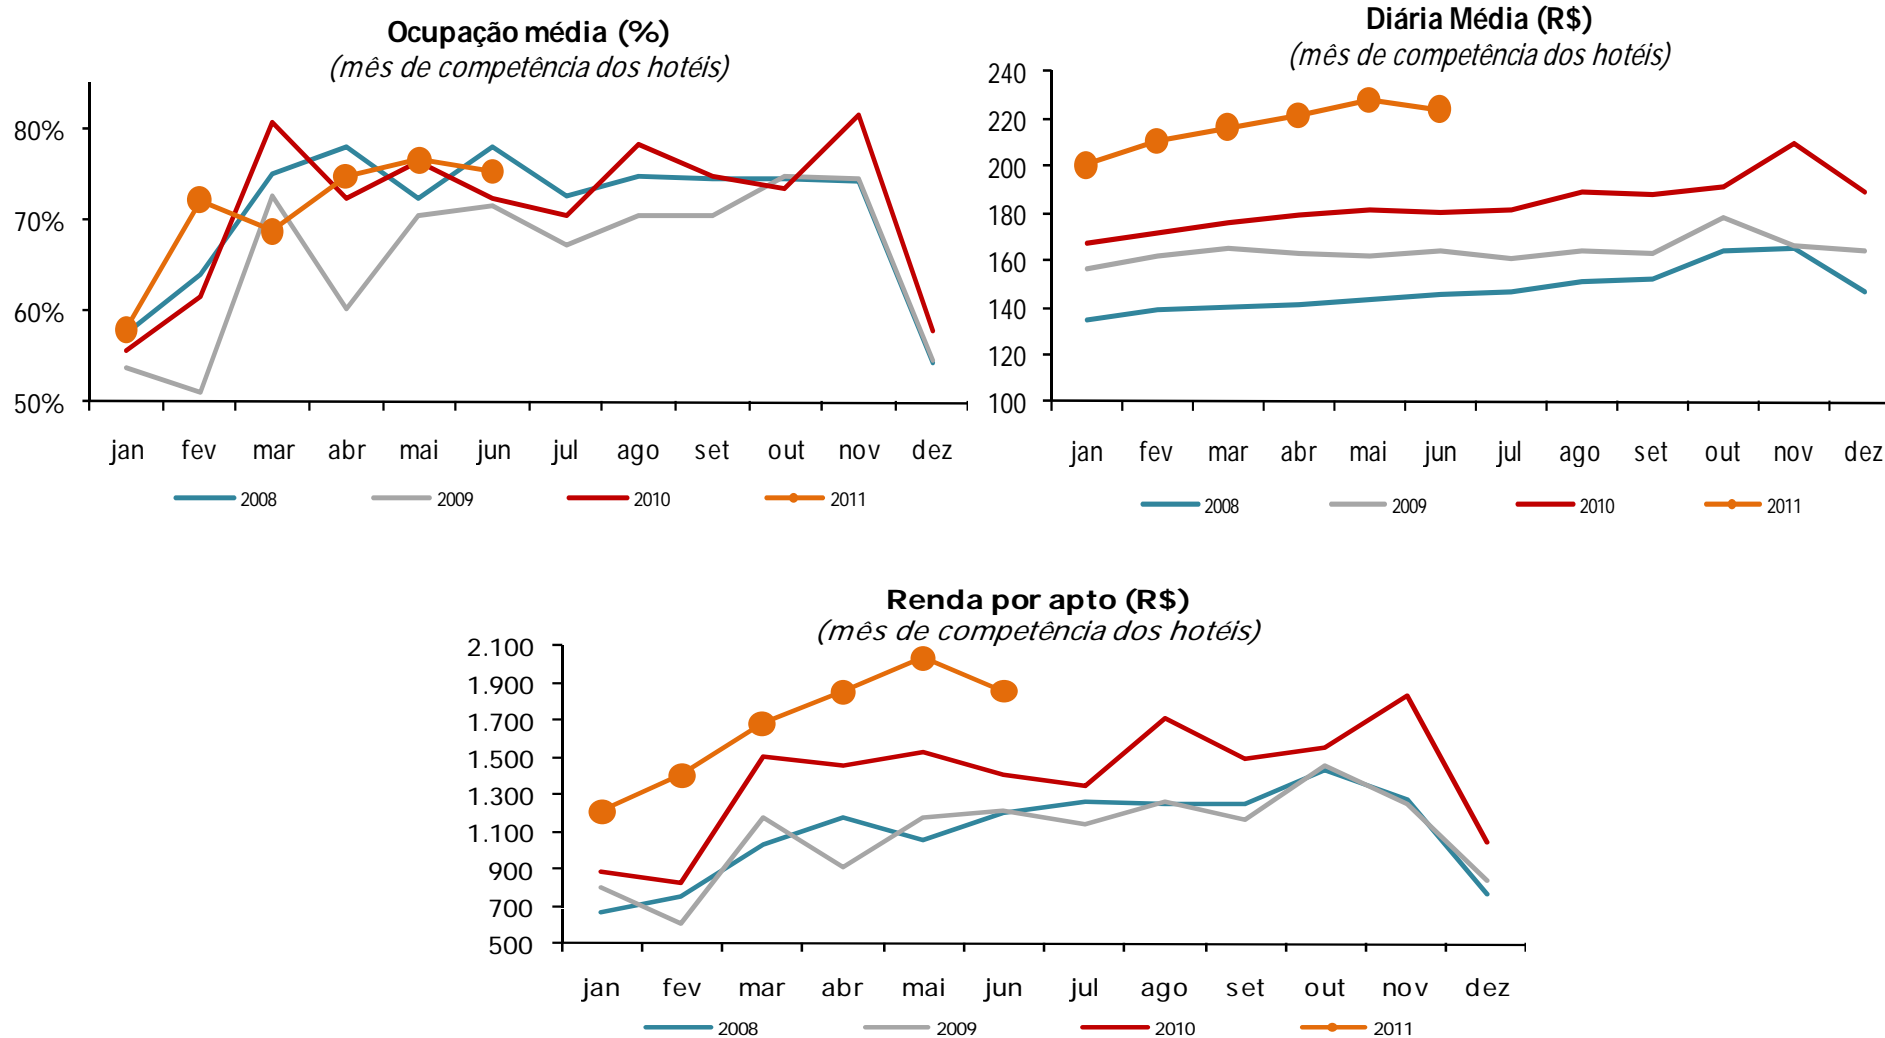 Ocupação média (%)
(mês de competência dos hotéis)
80%
70%
60%
50%
jan fev mar abr mai jun jul ago set out nov dez
2008 2009 2010 2011
Diária Média (R$)
(mês de competência dos hotéis)
240
220
200
180
160
140
120
100
jan fev mar abr mai jun jul ago set out nov dez
2008 2009 2010 2011
Renda por apto (R$)
(mês de competência dos hotéis)
2.100
1.900
1.700
1.500
1.300
1.100
900
700
500
jan fev mar abr mai jun jul ago set out nov dez
2008 2009 2010 2011